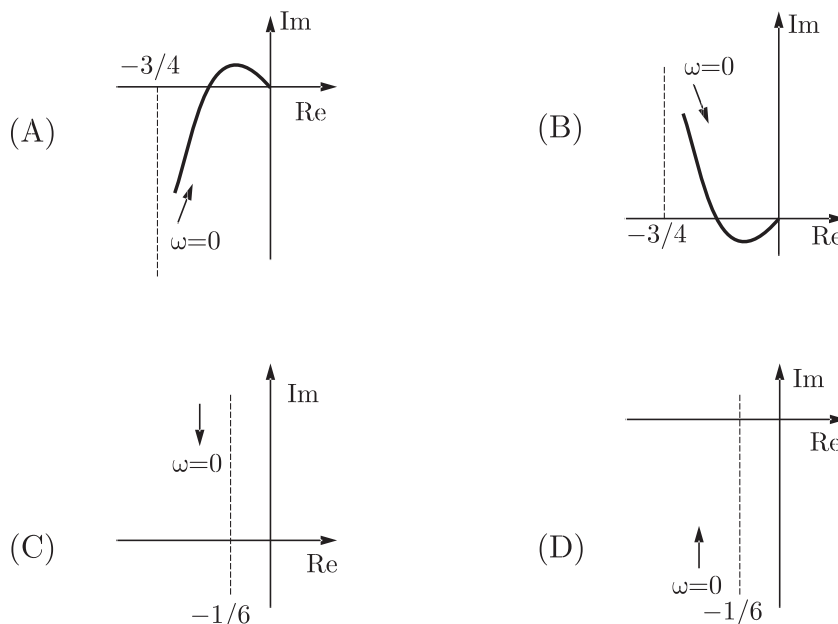 Im
−3/4
Re
(A)
ω=0
Im
ω=0
(B)
−3/4
Re
Im
ω=0
(C)
Re
−1/6
Im
Re
(D)
ω=0
−1/6